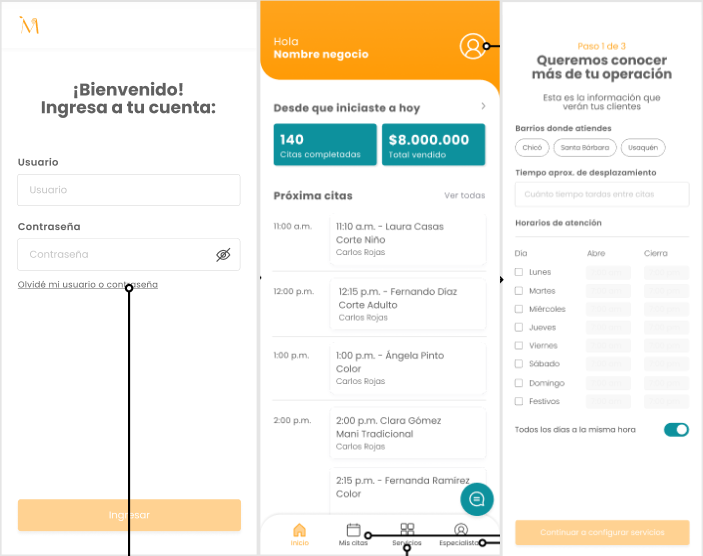 M
¡Bienvenido!
Ingresa a tu cuenta:
Usuario
Usuario
Contraseña
Contraseña
Olvidé mi usuario o contraseña
Ingresar
Hola
Nombre negocio
Desde que iniciaste a hoy
140
Citas completadas
$8.000.000
Total vendido
Próxima citas
Ver todas
11:00 a.m.
11:10 a.m. - Laura Casas
Corte Niño
Carlos Rojas
12:00 p.m.
12:15 p.m. - Fernando Díaz
Corte Adulto
Carlos Rojas
1:00 p.m.
1:00 p.m. - Ángela Pinto
Color
Carlos Rojas
2:00 p.m.
2:00 p.m. Clara Gómez
Mani Tradicional
Carlos Rojas
2:15 p.m. - Fernanda Ramírez
Color
Inicio
Mis citas
Servicios
Especialistas
Paso 1 de 3
Queremos conocer
más de tu operación
Esta es la información que
verán tus clientes
Barrios donde atiendes
Chicó
Santa Bárbara
Usaquén
Tiempo aprox. de desplazamiento
Cuánto tiempo tardas entre citas
Horarios de atención
Día Abre Cierra
Lunes
Martes
Miércoles
Jueves
Viernes
Sábado
Domingo
Festivos
Todos los días a la misma hora
Continuar a configurar servicios